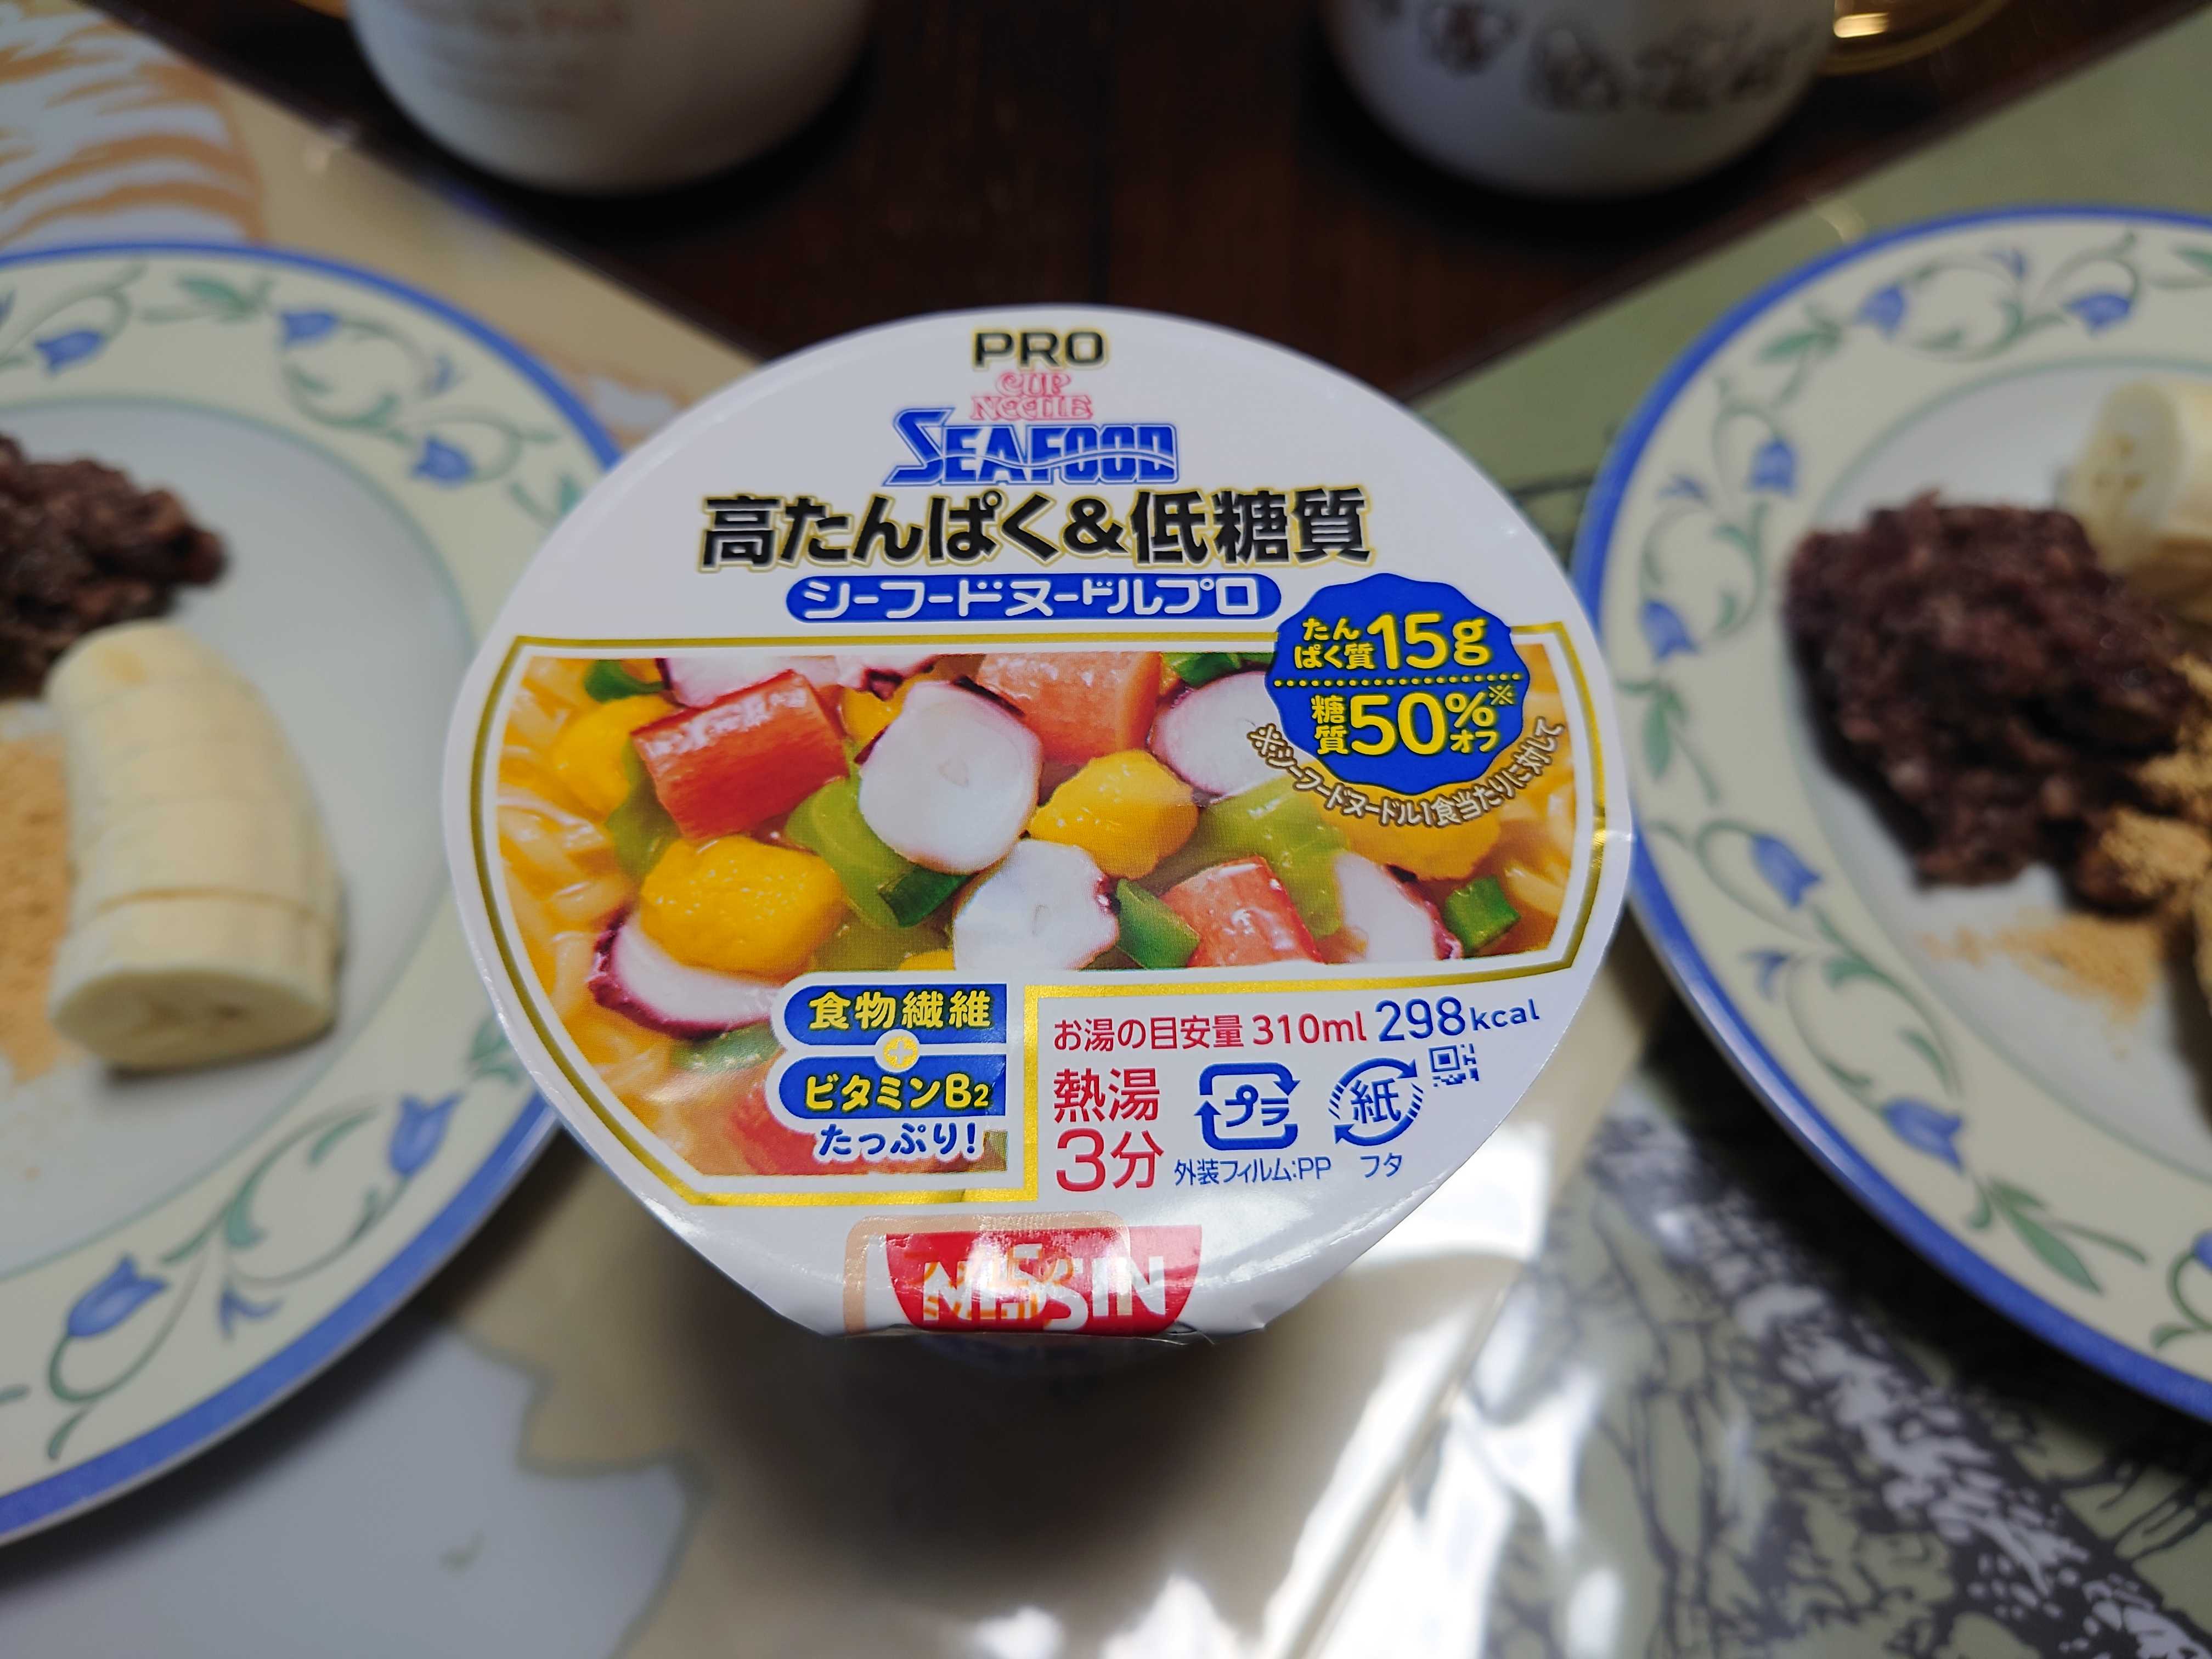 PRO
CUP
NOODLE
SEAFOOD
高たんぱく&低糖質
シーフードヌードルプロ
たん
ぱく質15g
糖質50%※オフ
※シーフードヌードル1食当たりに対して
食物繊維
+
ビタミンB2
たっぷり!
お湯の目安量 310ml 298kcal
熱湯
3分
プラ
紙
外装フィルム:PP
フタ
NISSIN